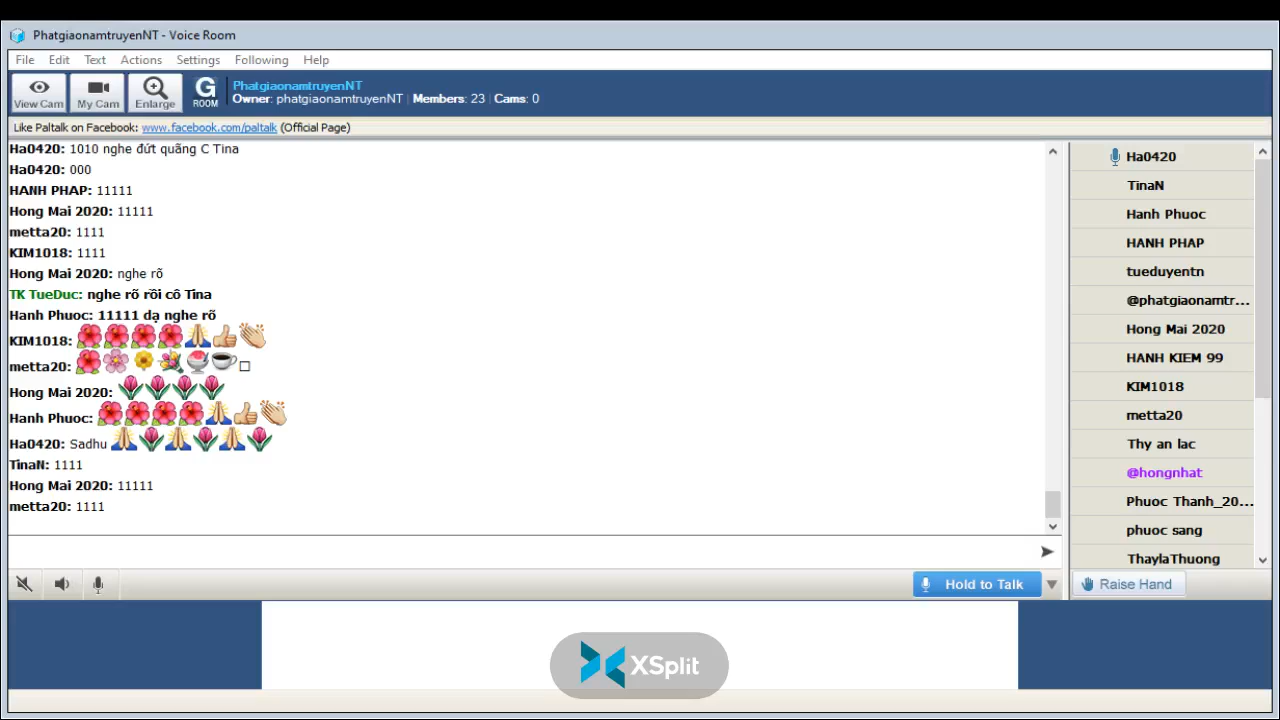 PhatgiaonamtruyenNT - Voice Room
File Edit Text Actions Settings Following Help
View Cam My Cam Enlarge G ROOM
PhatgiaonamtruyenNT
Owner: phatgiaonamtruyenNT | Members: 23 | Cams: 0
Like Paltalk on Facebook: www.facebook.com/paltalk (Official Page)
Ha0420: 1010 nghe đứt quãng C Tina
Ha0420: 000
HANH PHAP: 11111
Hong Mai 2020: 11111
metta20: 1111
KIM1018: 1111
Hong Mai 2020: nghe rõ
TK TueDuc: nghe rõ rồi cô Tina
Hanh Phuoc: 11111 dạ nghe rõ
KIM1018:
metta20:
Hong Mai 2020:
Hanh Phuoc:
Ha0420: Sadhu
TinaN: 1111
Hong Mai 2020: 11111
metta20: 1111
Ha0420
TinaN
Hanh Phuoc
HANH PHAP
tueduyentn
@phatgiaonamtr...
Hong Mai 2020
HANH KIEM 99
KIM1018
metta20
Thy an lac
@hongnhat
Phuoc Thanh_20...
phuoc sang
ThaylaThuong
Hold to Talk
Raise Hand
XSplit